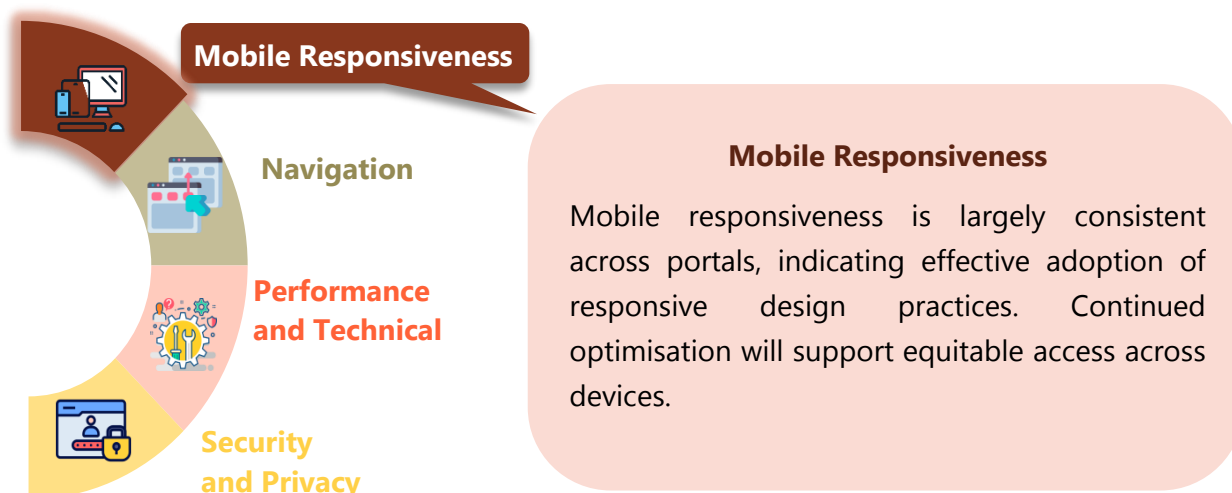 Mobile Responsiveness
Navigation
Performance
and Technical
Security
and Privacy
Mobile Responsiveness
Mobile responsiveness is largely consistent
across portals, indicating effective adoption of
responsive design practices. Continued
optimisation will support equitable access across
devices.